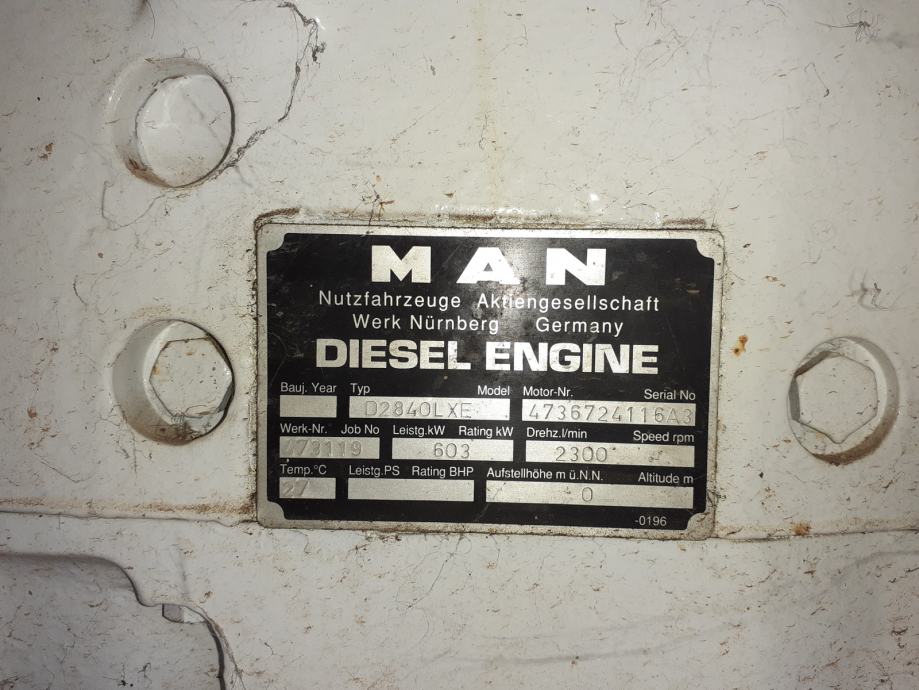 MAN
Nutzfahrzeuge Aktiengesellschaft
Werk Nürnberg Germany
DIESEL ENGINE
Bauj. Year Typ Model Motor-Nr. Serial No
D2840LXE 4736724116A3
Werk-Nr. Job No Leistg.kW Rating kW Drehz.l/min Speed rpm
473119 603 2300
Temp.°C Leistg.PS Rating BHP Aufstellhöhe m ü.N.N. Altitude m
27 0
-0196